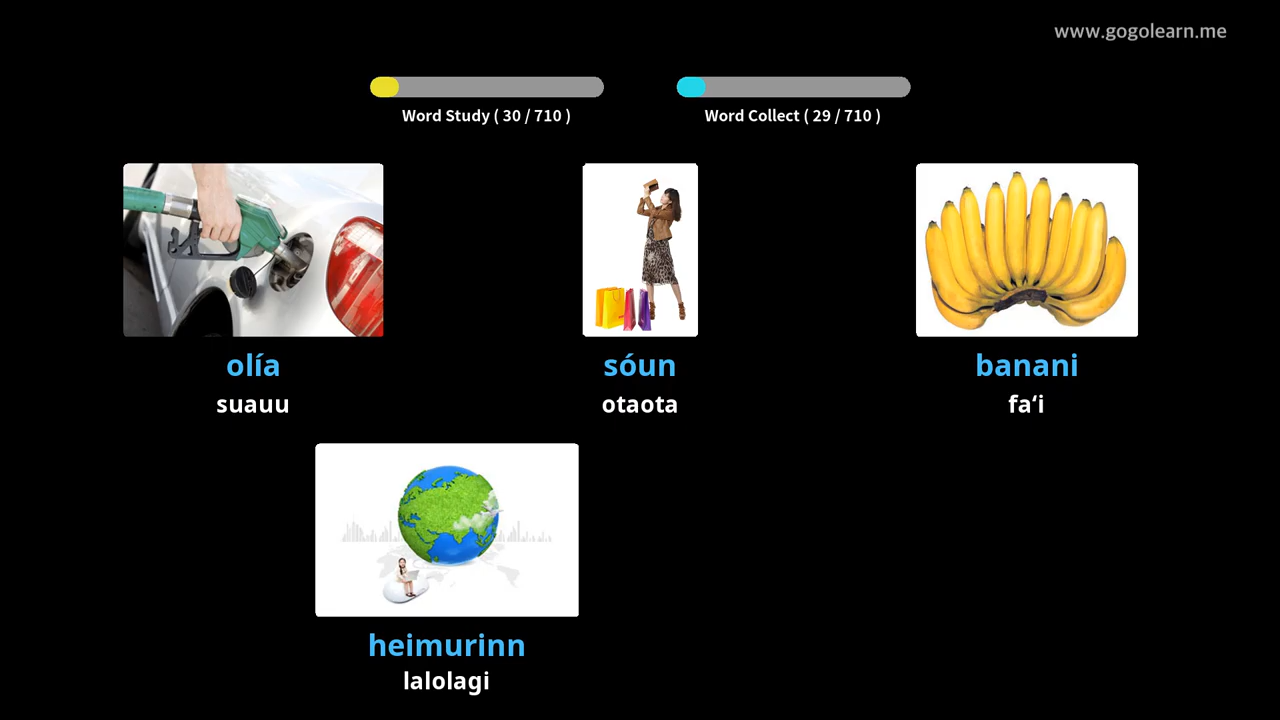 www.gogolearn.me
Word Study ( 30 / 710 )
Word Collect ( 29 / 710 )
olía
suauu
sóun
otaota
banani
fa‘i
heimurinn
lalolagi